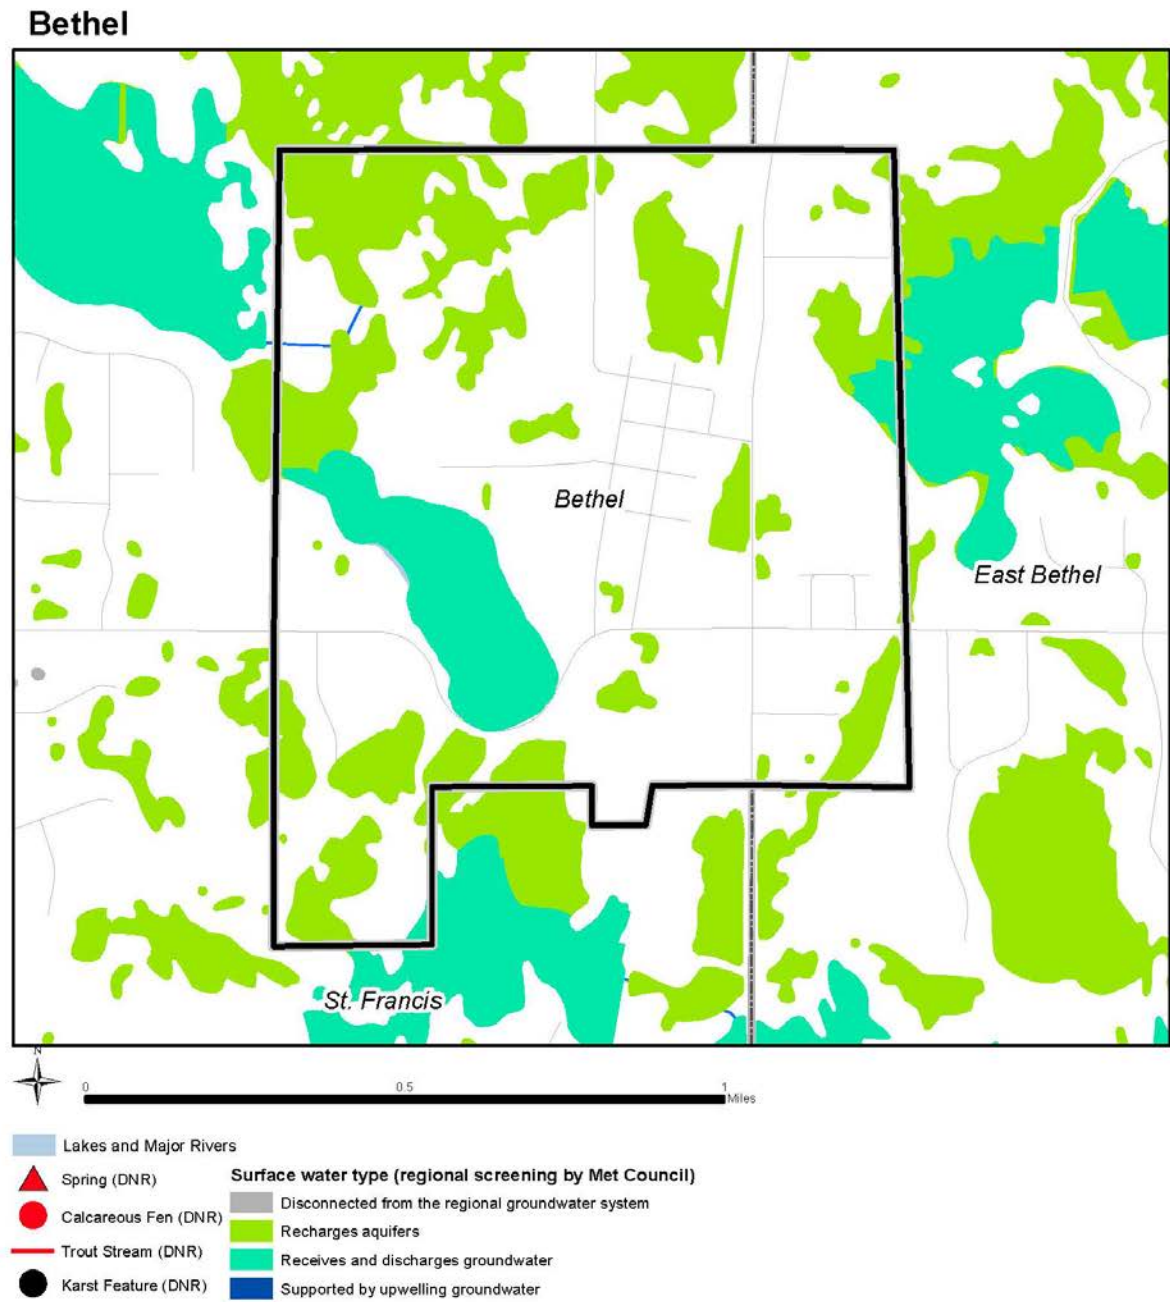 Bethel
Bethel
East Bethel
St. Francis
N
0 0.5 1
Miles
Lakes and Major Rivers
Spring (DNR)
Calcareous Fen (DNR)
Trout Stream (DNR)
Karst Feature (DNR)
Surface water type (regional screening by Met Council)
Disconnected from the regional groundwater system
Recharges aquifers
Receives and discharges groundwater
Supported by upwelling groundwater